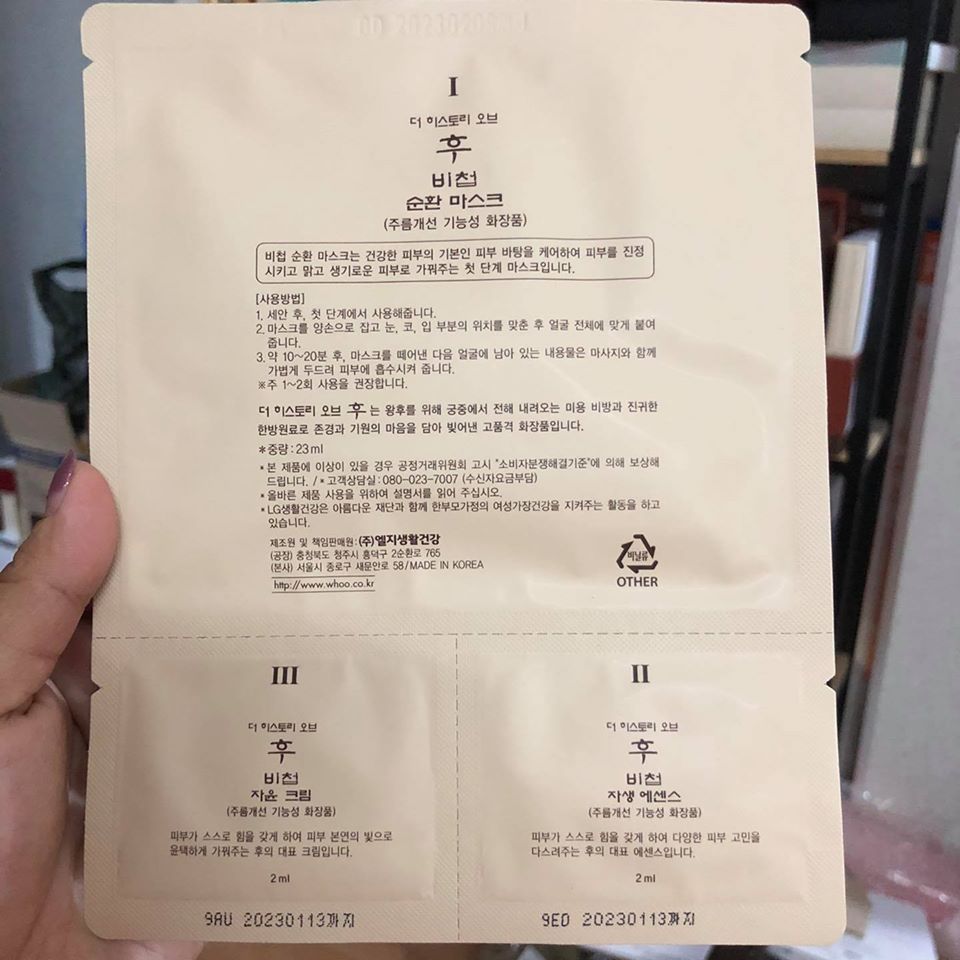 I
더 히스토리 오브
후
비첩
순환 마스크
(주름개선 기능성 화장품)
비첩 순환 마스크는 건강한 피부의 기본인 피부 바탕을 케어하여 피부를 진정
시키고 맑고 생기로운 피부로 가꿔주는 첫 단계 마스크입니다.
[사용방법]
1. 세안 후, 첫 단계에서 사용해줍니다.
2. 마스크를 양손으로 잡고 눈, 코, 입 부분의 위치를 맞춘 후 얼굴 전체에 맞게 붙여
줍니다.
3. 약 10~20분 후, 마스크를 떼어낸 다음 얼굴에 남아 있는 내용물은 마사지와 함께
가볍게 두드려 피부에 흡수시켜 줍니다.
※주 1~2회 사용을 권장합니다.
더 히스토리 오브 후는 왕후를 위해 궁중에서 전해 내려오는 미용 비방과 진귀한
한방원료로 존경과 기원의 마음을 담아 빚어낸 고품격 화장품입니다.
*중량 : 23ml
*본 제품에 이상이 있을 경우 공정거래위원회 고시 "소비자분쟁해결기준"에 의해 보상해
드립니다. / *고객상담실 : 080-023-7007 (수신자요금부담)
*올바른 제품 사용을 위하여 설명서를 읽어 주십시오.
*LG생활건강은 아름다운 재단과 함께 한부모가정의 여성가장건강을 지켜주는 활동을 하고
있습니다.
제조원 및 책임판매원 : (주)엘지생활건강
(공장) 충청북도 청주시 흥덕구 2순환로 765
(본사) 서울시 종로구 새문안로 58 / MADE IN KOREA
http://www.whoo.co.kr
비닐류
OTHER
III
더 히스토리 오브
후
비첩
자윤 크림
(주름개선 기능성 화장품)
피부가 스스로 힘을 갖게 하여 피부 본연의 빛으로
윤택하게 가꿔주는 후의 대표 크림입니다.
2ml
9AU 20230113까지
II
더 히스토리 오브
후
비첩
자생 에센스
(주름개선 기능성 화장품)
피부가 스스로 힘을 갖게 하여 다양한 피부 고민을
다스려주는 후의 대표 에센스입니다.
2ml
9EO 20230113까지